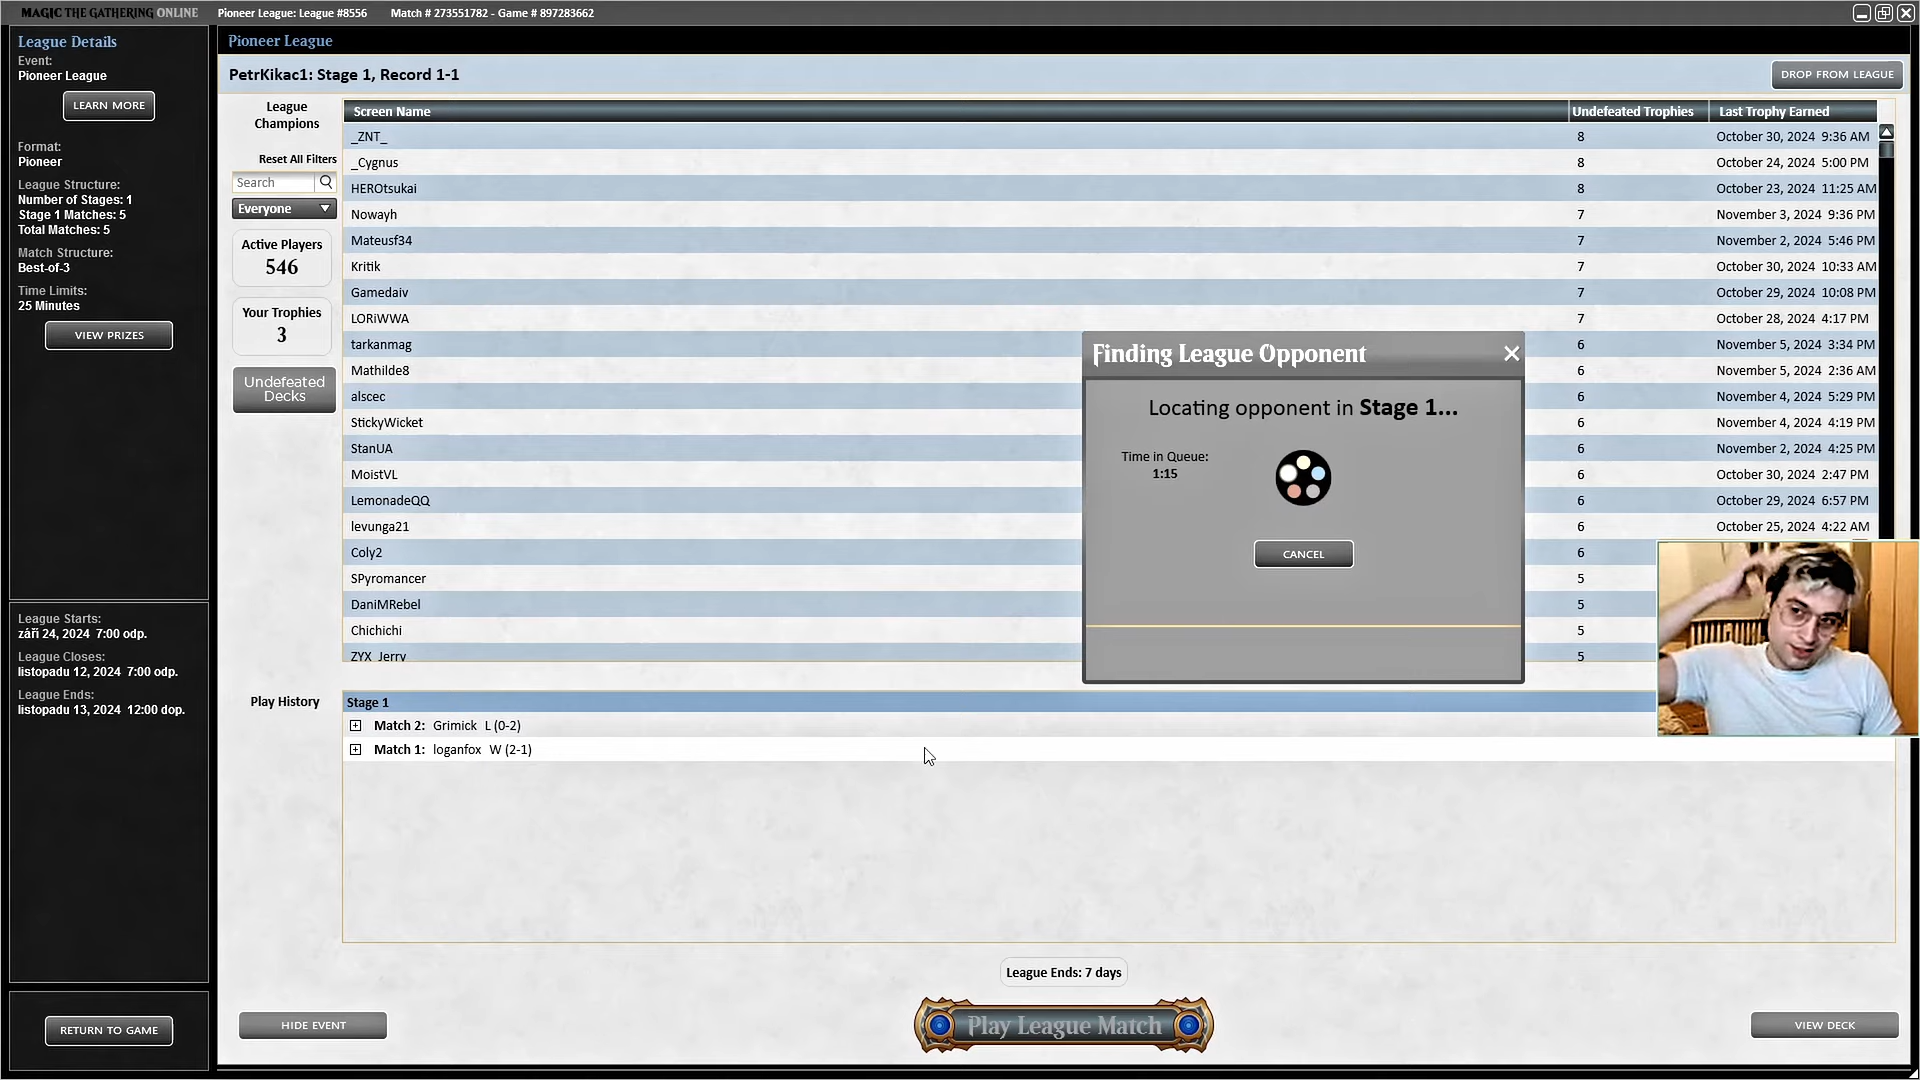 MAGIC THE GATHERING ONLINE
Pioneer League: League #8556
Match # 273551782 - Game # 897283662
League Details
Event:
Pioneer League
LEARN MORE
Format:
Pioneer
League Structure:
Number of Stages: 1
Stage 1 Matches: 5
Total Matches: 5
Match Structure:
Best-of-3
Time Limits:
25 Minutes
VIEW PRIZES
League Starts:
září 24, 2024 7:00 odp.
League Closes:
listopadu 12, 2024 7:00 odp.
League Ends:
listopadu 13, 2024 12:00 dop.
RETURN TO GAME
Pioneer League
PetrKikac1: Stage 1, Record 1-1
DROP FROM LEAGUE
League
Champions
Reset All Filters
Search
Everyone
Active Players
546
Your Trophies
3
Undefeated
Decks
Screen Name Undefeated Trophies Last Trophy Earned
_ZNT_ 8 October 30, 2024 9:36 AM
_Cygnus 8 October 24, 2024 5:00 PM
HEROtsukai 8 October 23, 2024 11:25 AM
Nowayh 7 November 3, 2024 9:36 PM
Mateusf34 7 November 2, 2024 5:46 PM
Kritik 7 October 30, 2024 10:33 AM
Gamedaiv 7 October 29, 2024 10:08 PM
LORiWWA 7 October 28, 2024 4:17 PM
tarkanmag 6 November 5, 2024 3:34 PM
Mathilde8 6 November 5, 2024 2:36 AM
alscec 6 November 4, 2024 5:29 PM
StickyWicket 6 November 4, 2024 4:19 PM
StanUA 6 November 2, 2024 4:25 PM
MoistVL 6 October 30, 2024 2:47 PM
LemonadeQQ 6 October 29, 2024 6:57 PM
levunga21 6 October 25, 2024 4:22 AM
Coly2 6
SPyromancer 5
DaniMRebel 5
Chichichi 5
ZYX_Jerry 5
Finding League Opponent
Locating opponent in Stage 1...
Time in Queue:
1:15
CANCEL
Play History
Stage 1
Match 2: Grimick L (0-2)
Match 1: loganfox W (2-1)
League Ends: 7 days
HIDE EVENT
Play League Match
VIEW DECK